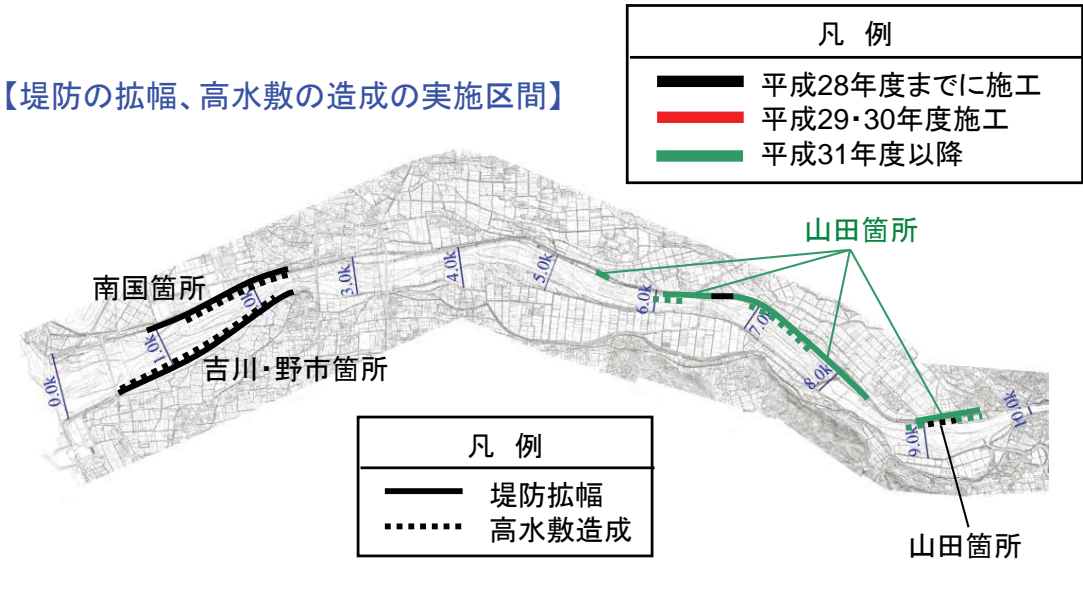 凡 例
平成28年度までに施工
平成29・30年度施工
平成31年度以降
【堤防の拡幅、高水敷の造成の実施区間】
山田箇所
南国箇所
吉川・野市箇所
0.0k
1.0k
.0k
3.0k
4.0k
5.0k
6.0k
7.0k
8.0k
9.0k
10.0k
凡 例
堤防拡幅
高水敷造成
山田箇所